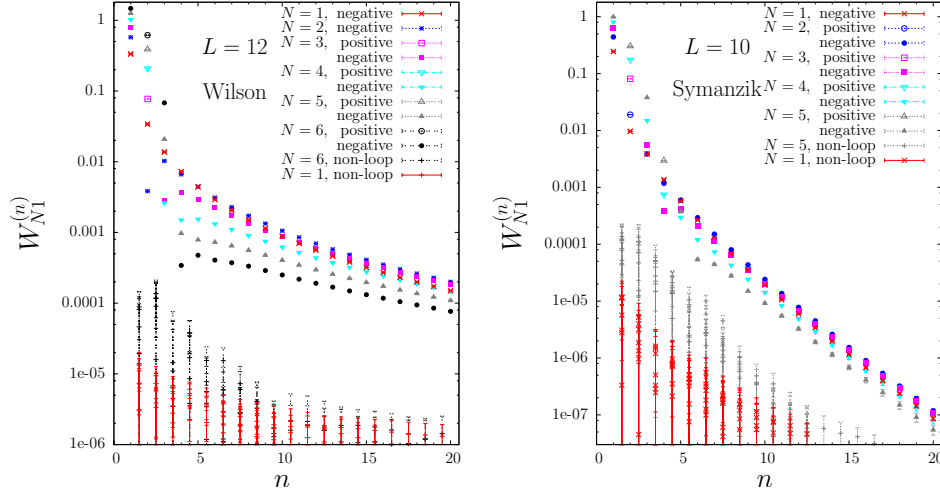 1
0.1
0.01
0.001
0.0001
1e-05
1e-06
0
5
10
15
20
n
W_{N1}^{(n)}
L = 12
Wilson
N = 1, negative
N = 2, negative
N = 3, positive
negative
N = 4, positive
negative
N = 5, positive
negative
N = 6, positive
negative
N = 6, non-loop
N = 1, non-loop
1
0.1
0.01
0.001
0.0001
1e-05
1e-06
1e-07
0
5
10
15
20
n
W_{N1}^{(n)}
L = 10
Symanzik
N = 1, negative
N = 2, positive
negative
N = 3, positive
negative
N = 4, positive
negative
N = 5, positive
negative
N = 5, non-loop
N = 1, non-loop